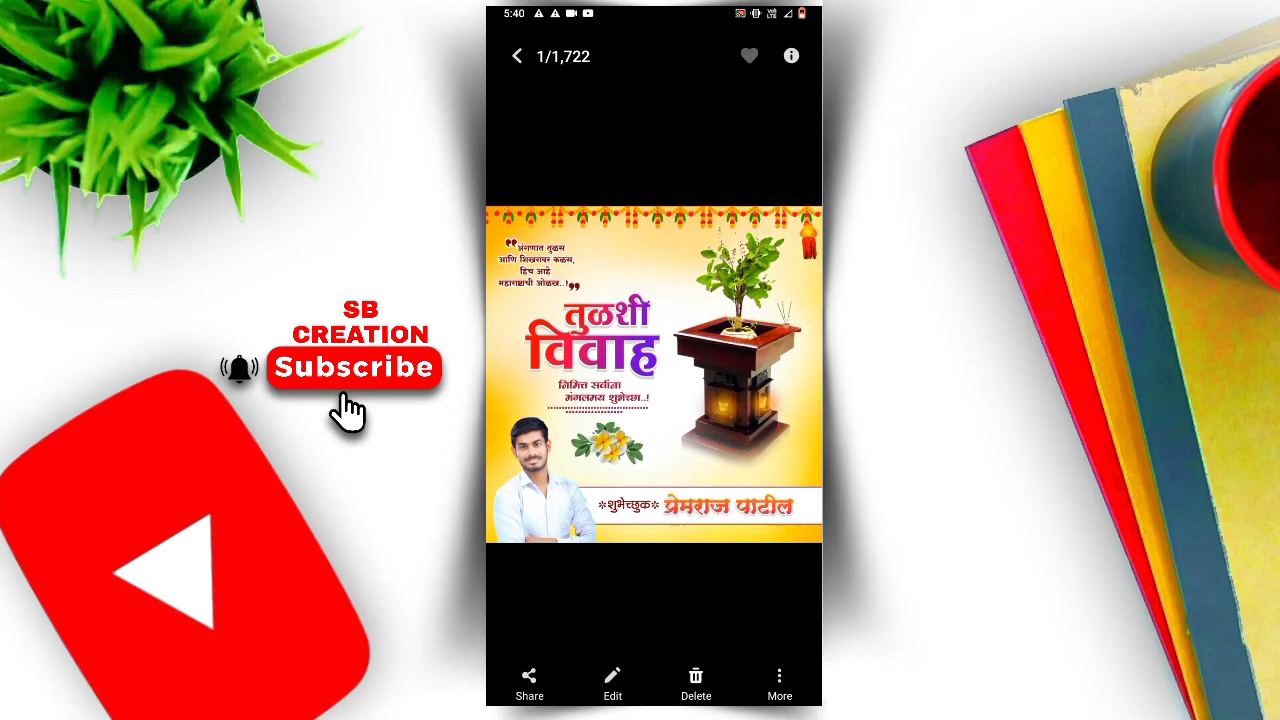 5:40
1/1,722
❞अंगणात तुळस
आणि शिखरावर कळस,
हिच आहे
महाराष्ट्राची ओळख..!❞
तुळशी
विवाह
निमित्त सर्वांना
मंगलमय शुभेच्छा..!
*शुभेच्छुक* प्रेमराज पाटील
SB
CREATION
Subscribe
Share Edit Delete More